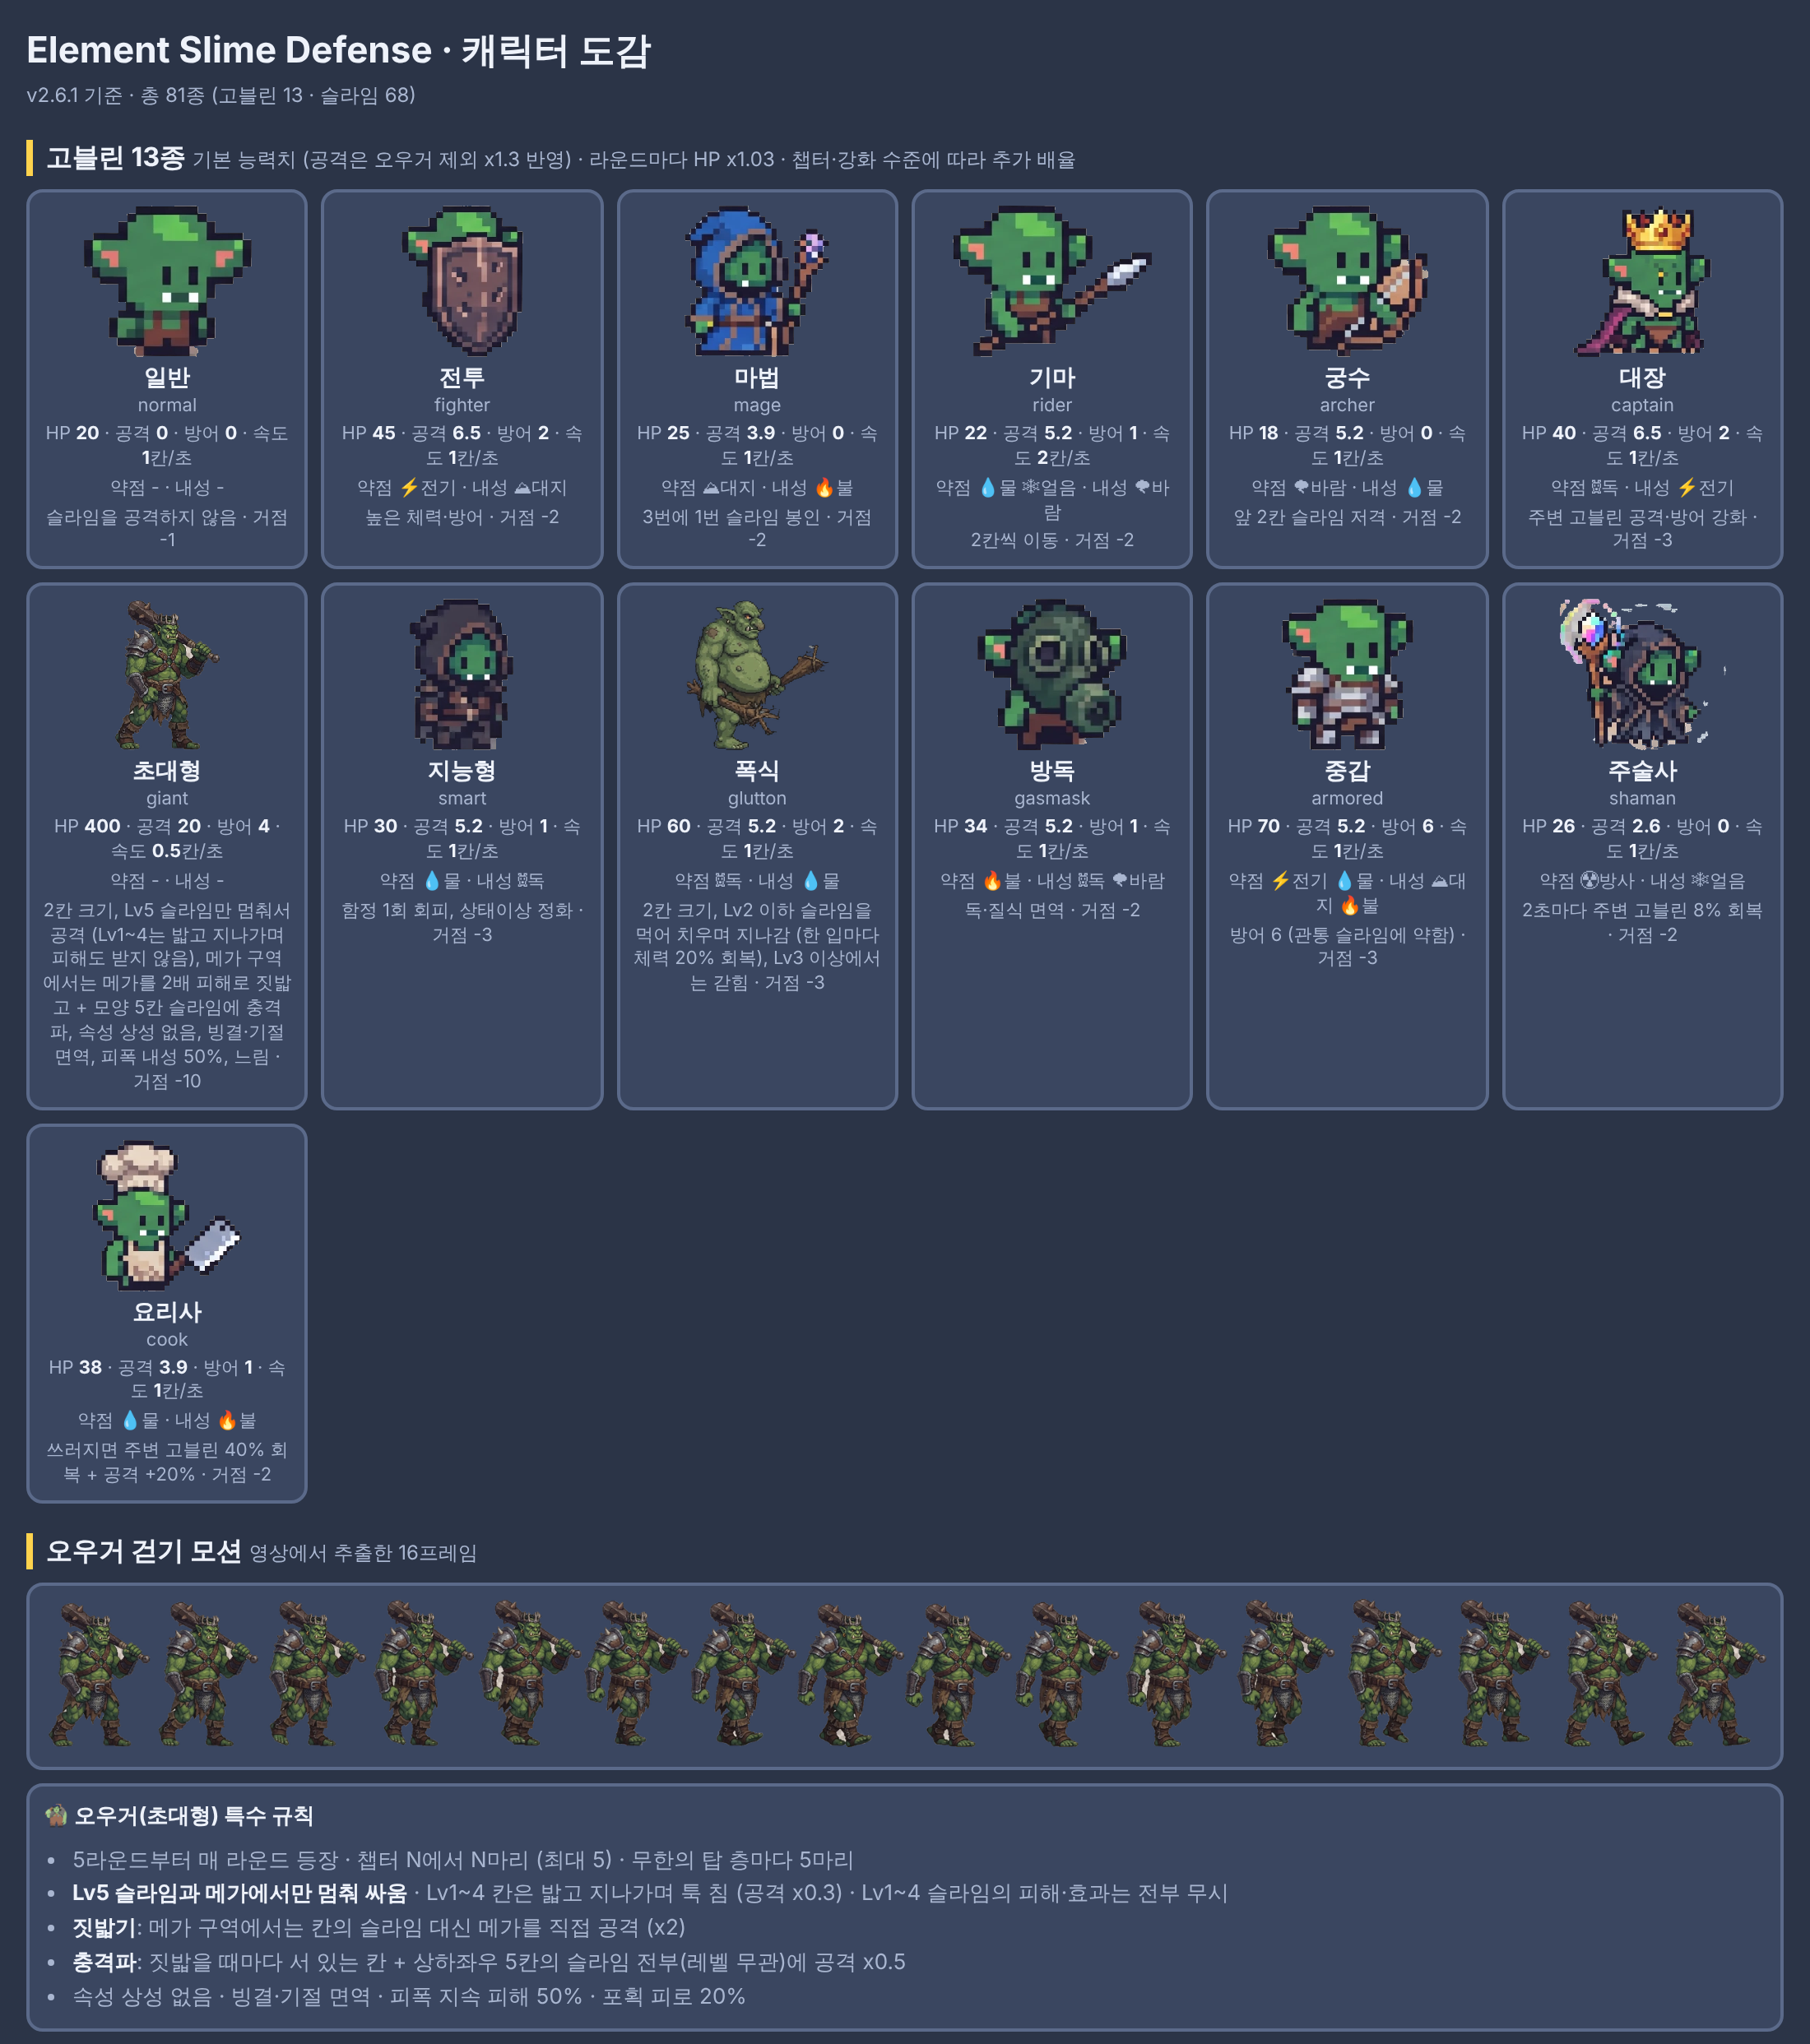 Element Slime Defense · 캐릭터 도감
v2.6.1 기준 · 총 81종 (고블린 13 · 슬라임 68)
고블린 13종 기본 능력치 (공격은 오우거 제외 x1.3 반영) · 라운드마다 HP x1.03 · 챕터·강화 수준에 따라 추가 배율
일반
normal
HP 20 · 공격 0 · 방어 0 · 속도
1칸/초
약점 - · 내성 -
슬라임을 공격하지 않음 · 거점
-1
전투
fighter
HP 45 · 공격 6.5 · 방어 2 · 속
도 1칸/초
약점 ⚡전기 · 내성 ⛰대지
높은 체력·방어 · 거점 -2
마법
mage
HP 25 · 공격 3.9 · 방어 0 · 속
도 1칸/초
약점 ⛰대지 · 내성 🔥불
3번에 1번 슬라임 봉인 · 거점
-2
기마
rider
HP 22 · 공격 5.2 · 방어 1 · 속
도 2칸/초
약점 💧물 ❄얼음 · 내성 🌪바
람
2칸씩 이동 · 거점 -2
궁수
archer
HP 18 · 공격 5.2 · 방어 0 · 속
도 1칸/초
약점 🌪바람 · 내성 💧물
앞 2칸 슬라임 저격 · 거점 -2
대장
captain
HP 40 · 공격 6.5 · 방어 2 · 속
도 1칸/초
약점 ☠독 · 내성 ⚡전기
주변 고블린 공격·방어 강화 ·
거점 -3
초대형
giant
HP 400 · 공격 20 · 방어 4 ·
속도 0.5칸/초
약점 - · 내성 -
2칸 크기, Lv5 슬라임만 멈춰서
공격 (Lv1~4는 밟고 지나가며
피해도 받지 않음), 메가 구역
에서는 메가를 2배 피해로 짓밟
고 + 모양 5칸 슬라임에 충격
파, 속성 상성 없음, 빙결·기절
면역, 피폭 내성 50%, 느림 ·
거점 -10
지능형
smart
HP 30 · 공격 5.2 · 방어 1 · 속
도 1칸/초
약점 💧물 · 내성 ☠독
함정 1회 회피, 상태이상 정화 ·
거점 -3
폭식
glutton
HP 60 · 공격 5.2 · 방어 2 · 속
도 1칸/초
약점 ☠독 · 내성 💧물
2칸 크기, Lv2 이하 슬라임을
먹어 치우며 지나감 (한 입마다
체력 20% 회복), Lv3 이상에서
는 갇힘 · 거점 -3
방독
gasmask
HP 34 · 공격 5.2 · 방어 1 · 속
도 1칸/초
약점 🔥불 · 내성 ☠독 🌪바람
독·질식 면역 · 거점 -2
중갑
armored
HP 70 · 공격 5.2 · 방어 6 · 속
도 1칸/초
약점 ⚡전기 💧물 · 내성 ⛰대
지 🔥불
방어 6 (관통 슬라임에 약함) ·
거점 -3
주술사
shaman
HP 26 · 공격 2.6 · 방어 0 · 속
도 1칸/초
약점 ☢방사 · 내성 ❄얼음
2초마다 주변 고블린 8% 회복
· 거점 -2
요리사
cook
HP 38 · 공격 3.9 · 방어 1 · 속
도 1칸/초
약점 💧물 · 내성 🔥불
쓰러지면 주변 고블린 40% 회
복 + 공격 +20% · 거점 -2
오우거 걷기 모션 영상에서 추출한 16프레임
오우거(초대형) 특수 규칙
• 5라운드부터 매 라운드 등장 · 챕터 N에서 N마리 (최대 5) · 무한의 탑 층마다 5마리
• Lv5 슬라임과 메가에서만 멈춰 싸움 · Lv1~4 칸은 밟고 지나가며 툭 침 (공격 x0.3) · Lv1~4 슬라임의 피해·효과는 전부 무시
• 짓밟기: 메가 구역에서는 칸의 슬라임 대신 메가를 직접 공격 (x2)
• 충격파: 짓밟을 때마다 서 있는 칸 + 상하좌우 5칸의 슬라임 전부(레벨 무관)에 공격 x0.5
• 속성 상성 없음 · 빙결·기절 면역 · 피폭 지속 피해 50% · 포획 피로 20%